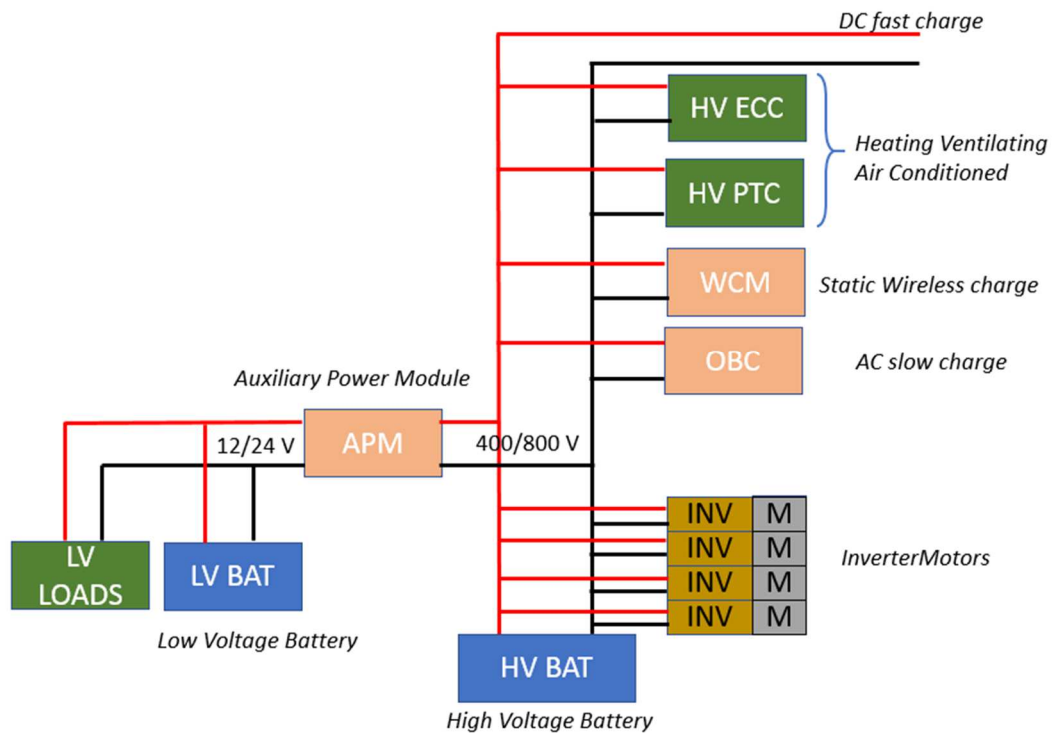 DC fast charge
HV ECC
Heating Ventilating
Air Conditioned
HV PTC
WCM
Static Wireless charge
OBC
AC slow charge
Auxiliary Power Module
12/24 V
APM
400/800 V
INV M
INV M
INV M
INV M
InverterMotors
LV
LOADS
LV BAT
Low Voltage Battery
HV BAT
High Voltage Battery